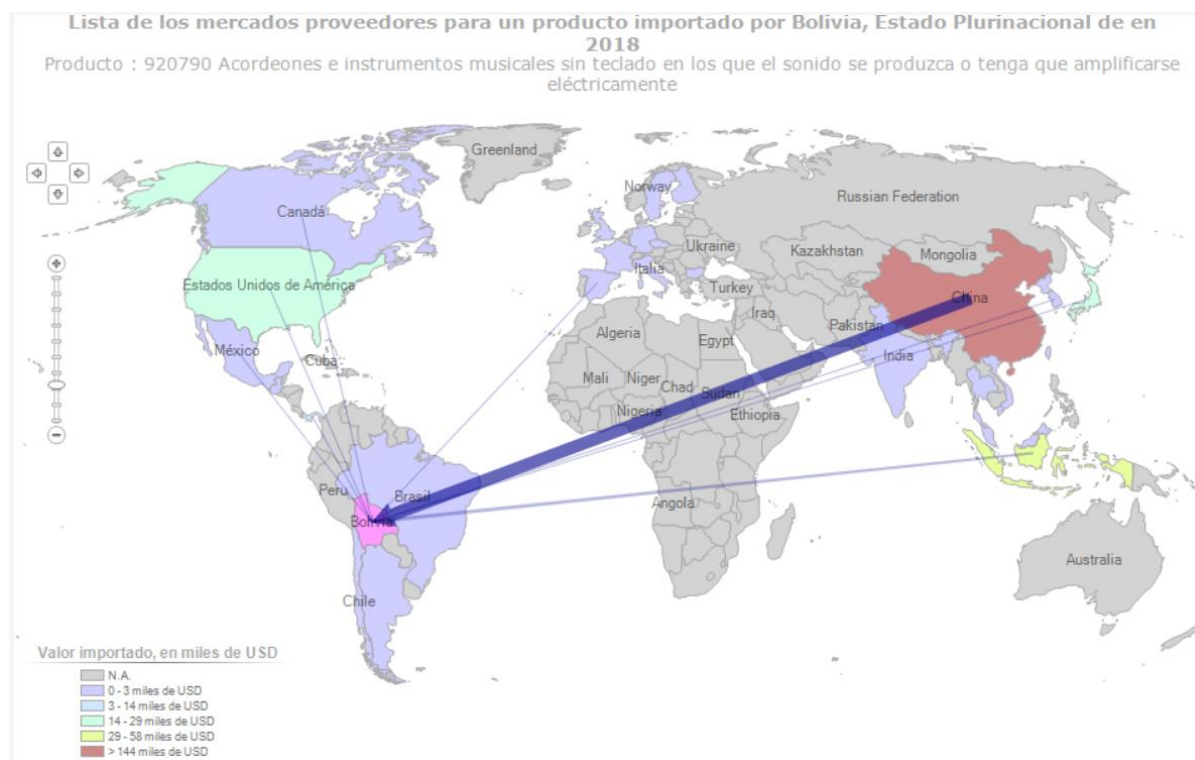 Lista de los mercados proveedores para un producto importado por Bolivia, Estado Plurinacional de en
2018
Producto : 920790 Acordeones e instrumentos musicales sin teclado en los que el sonido se produzca o tenga que amplificarse
eléctricamente
Greenland
Norway
Russian Federation
Canadá
Ukraine
Kazakhstan
Mongolia
Italia
Estados Unidos de América
Turkey
China
Iraq
Pakistan
Algeria
Egypt
México
India
Cuba
Mali
Niger
Chad
Sudan
Nigeria
Ethiopia
Peru
Brasil
Angola
Bolivia
Australia
Chile
Valor importado, en miles de USD
N.A.
0 - 3 miles de USD
3 - 14 miles de USD
14 - 29 miles de USD
29 - 58 miles de USD
> 144 miles de USD